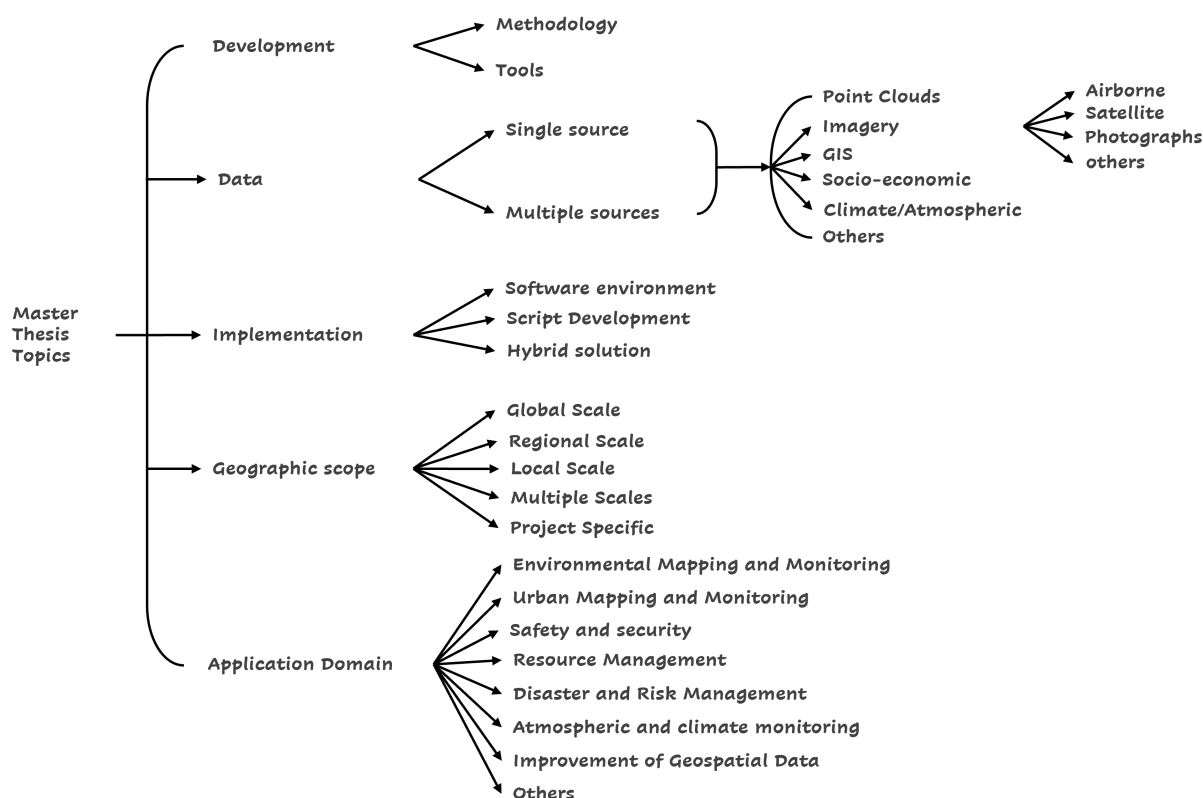 Master
Thesis
Topics
Development
Methodology
Tools
Data
Single source
Multiple sources
Point Clouds
Imagery
GIS
Socio-economic
Climate/Atmospheric
Others
Airborne
Satellite
Photographs
others
Implementation
Software environment
Script Development
Hybrid solution
Geographic scope
Global Scale
Regional Scale
Local Scale
Multiple Scales
Project Specific
Application Domain
Environmental Mapping and Monitoring
Urban Mapping and Monitoring
Safety and security
Resource Management
Disaster and Risk Management
Atmospheric and climate monitoring
Improvement of Geospatial Data
Others